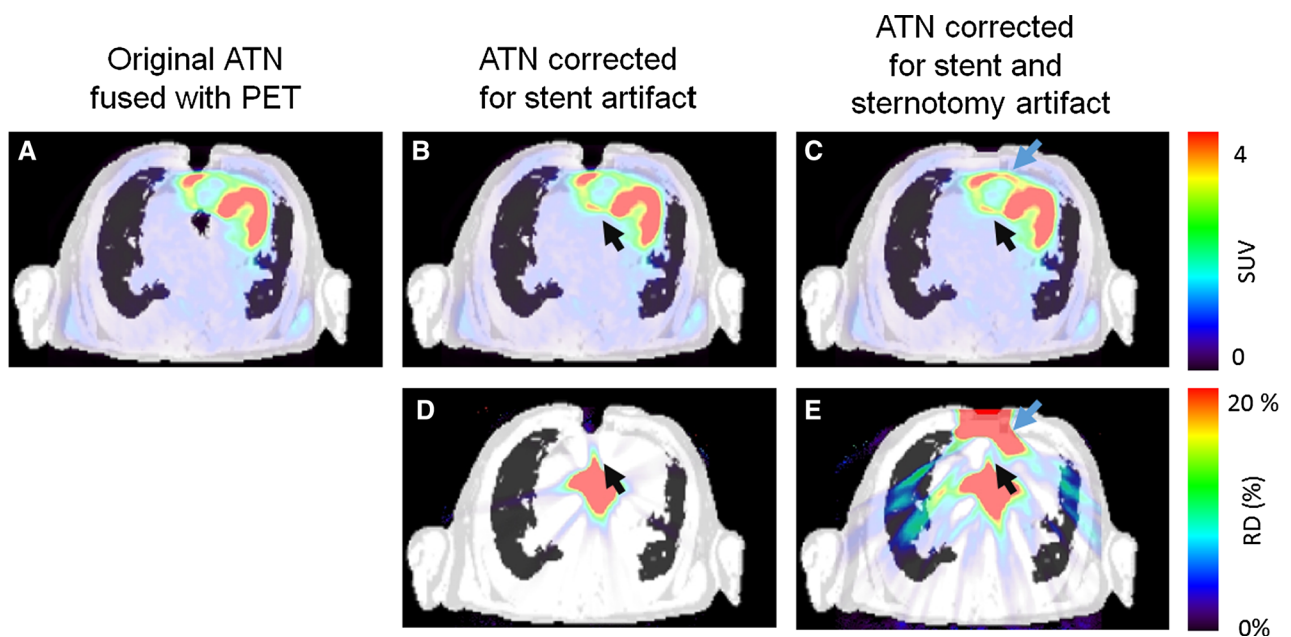 Original ATN
fused with PET
ATN corrected
for stent artifact
ATN corrected
for stent and
sternotomy artifact
A
B
C
4
SUV
0
D
E
20 %
RD (%)
0%